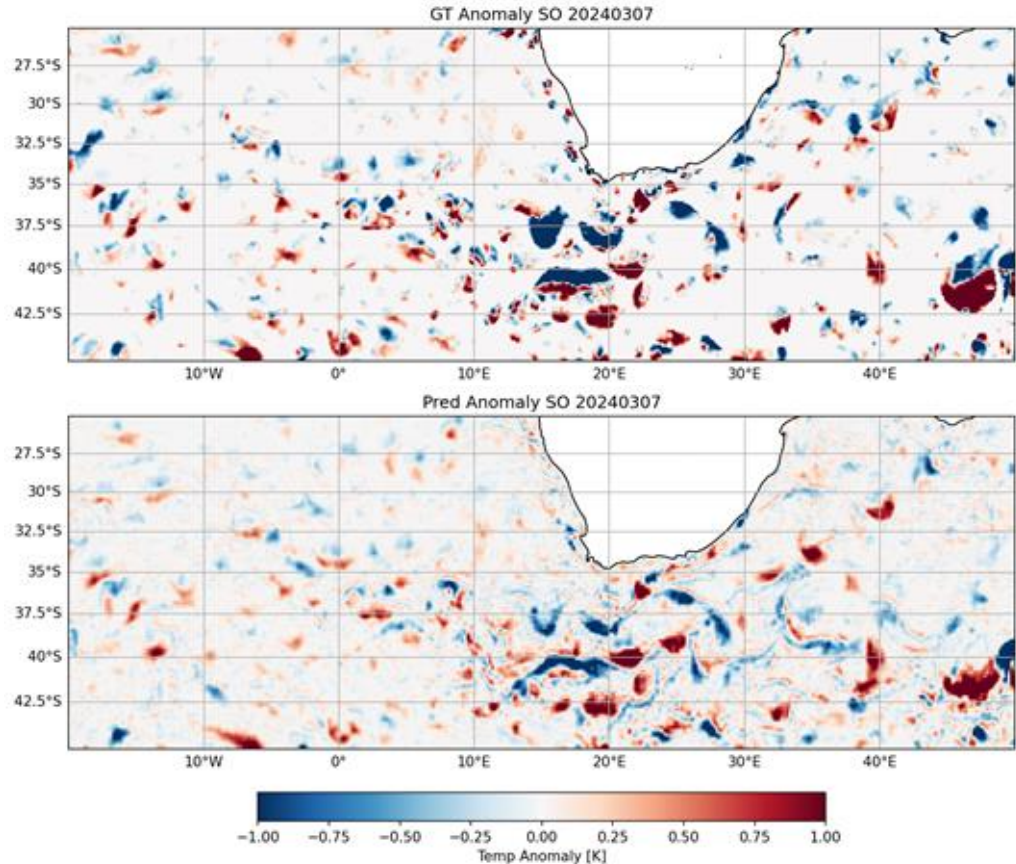 GT Anomaly SO 20240307
27.5°S
30°S
32.5°S
35°S
37.5°S
40°S
42.5°S
10°W 0° 10°E 20°E 30°E 40°E
Pred Anomaly SO 20240307
27.5°S
30°S
32.5°S
35°S
37.5°S
40°S
42.5°S
10°W 0° 10°E 20°E 30°E 40°E
−1.00 −0.75 −0.50 −0.25 0.00 0.25 0.50 0.75 1.00
Temp Anomaly [K]